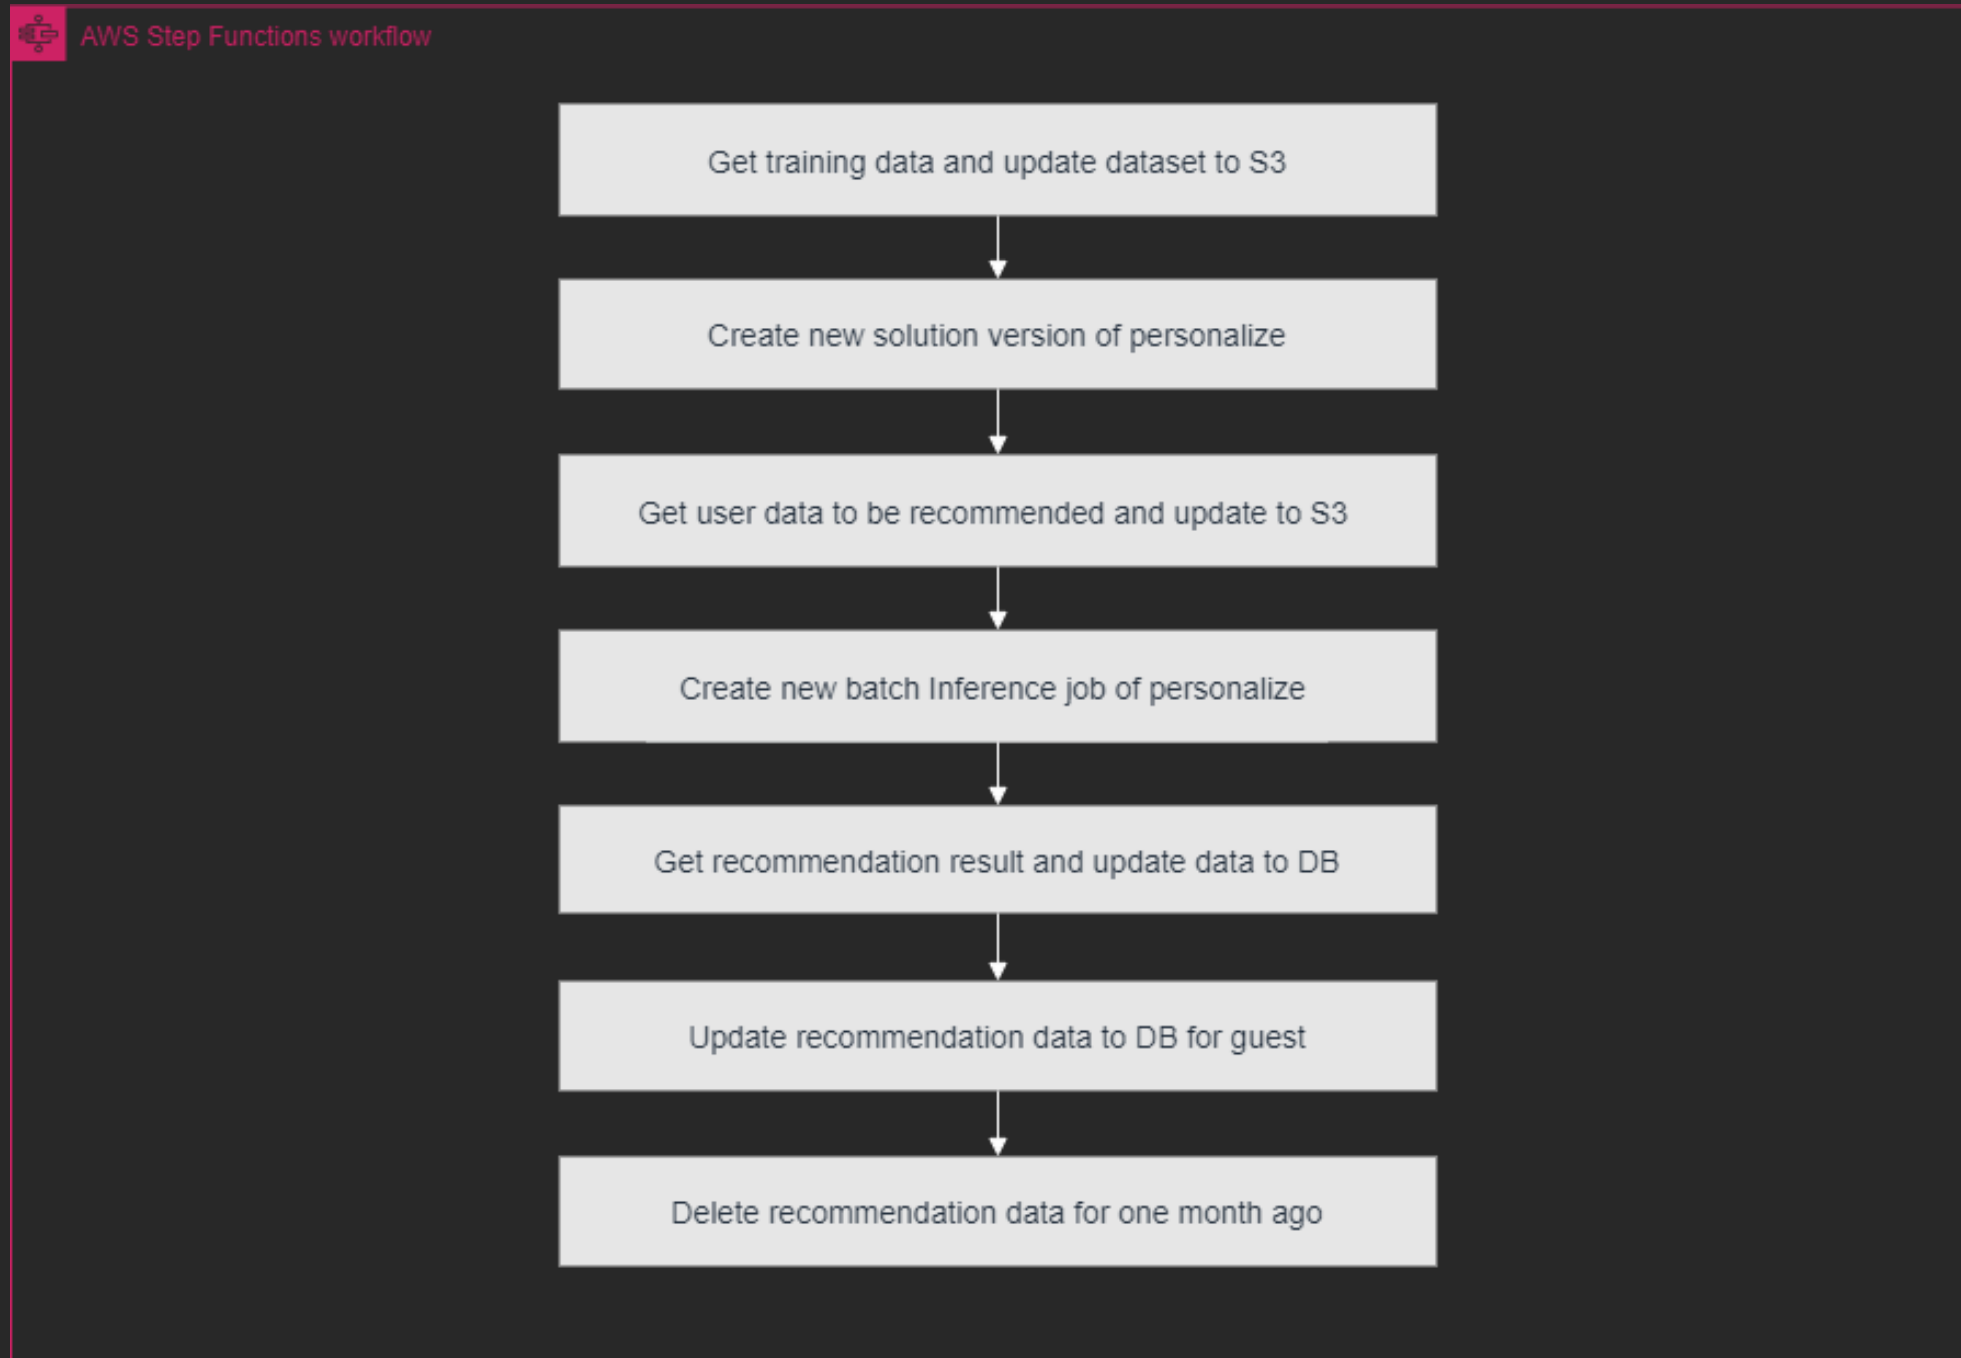 AWS Step Functions workflow
Get training data and update dataset to S3
Create new solution version of personalize
Get user data to be recommended and update to S3
Create new batch Inference job of personalize
Get recommendation result and update data to DB
Update recommendation data to DB for guest
Delete recommendation data for one month ago